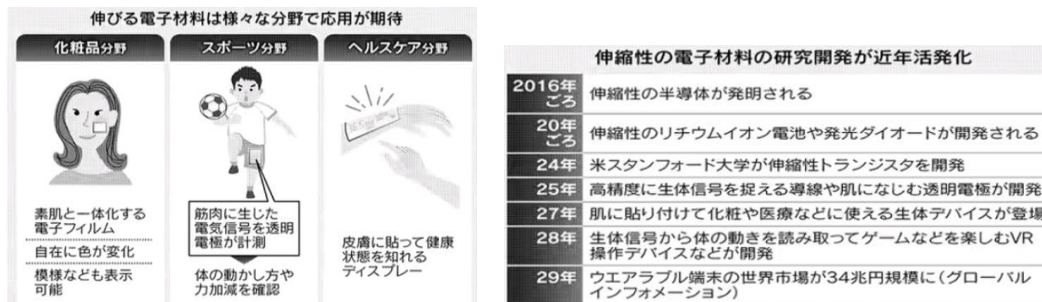 伸びる電子材料は様々な分野で応用が期待
化粧品分野
素肌と一体化する
電子フィルム
自在に色が変化
模様なども表示
可能
スポーツ分野
筋肉に生じた
電気信号を透明
電極が計測
体の動かし方や
力加減を確認
ヘルスケア分野
皮膚に貼って健康
状態を知れる
ディスプレー
伸縮性の電子材料の研究開発が近年活発化
2016年
ごろ
伸縮性の半導体が発明される
20年
ごろ
伸縮性のリチウムイオン電池や発光ダイオードが開発される
24年
米スタンフォード大学が伸縮性トランジスタを開発
25年
高精度に生体信号を捉える導線や肌になじむ透明電極が開発
27年
肌に貼り付けて化粧や医療などに使える生体デバイスが登場
28年
生体信号から体の動きを読み取ってゲームなどを楽しむVR
操作デバイスなどが開発
29年
ウエアラブル端末の世界市場が34兆円規模に(グローバル
インフォメーション)